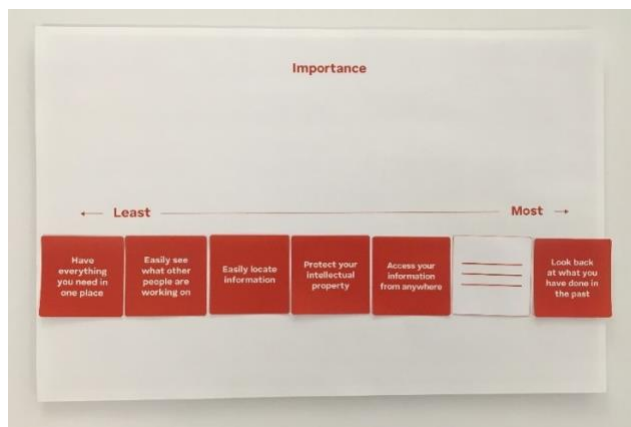 Importance
← Least
Most →
Have
everything
you need in
one place
Easily see
what other
people are
working on
Easily locate
information
Protect your
intellectual
property
Access your
information
from anywhere
Look back
at what you
have done in
the past